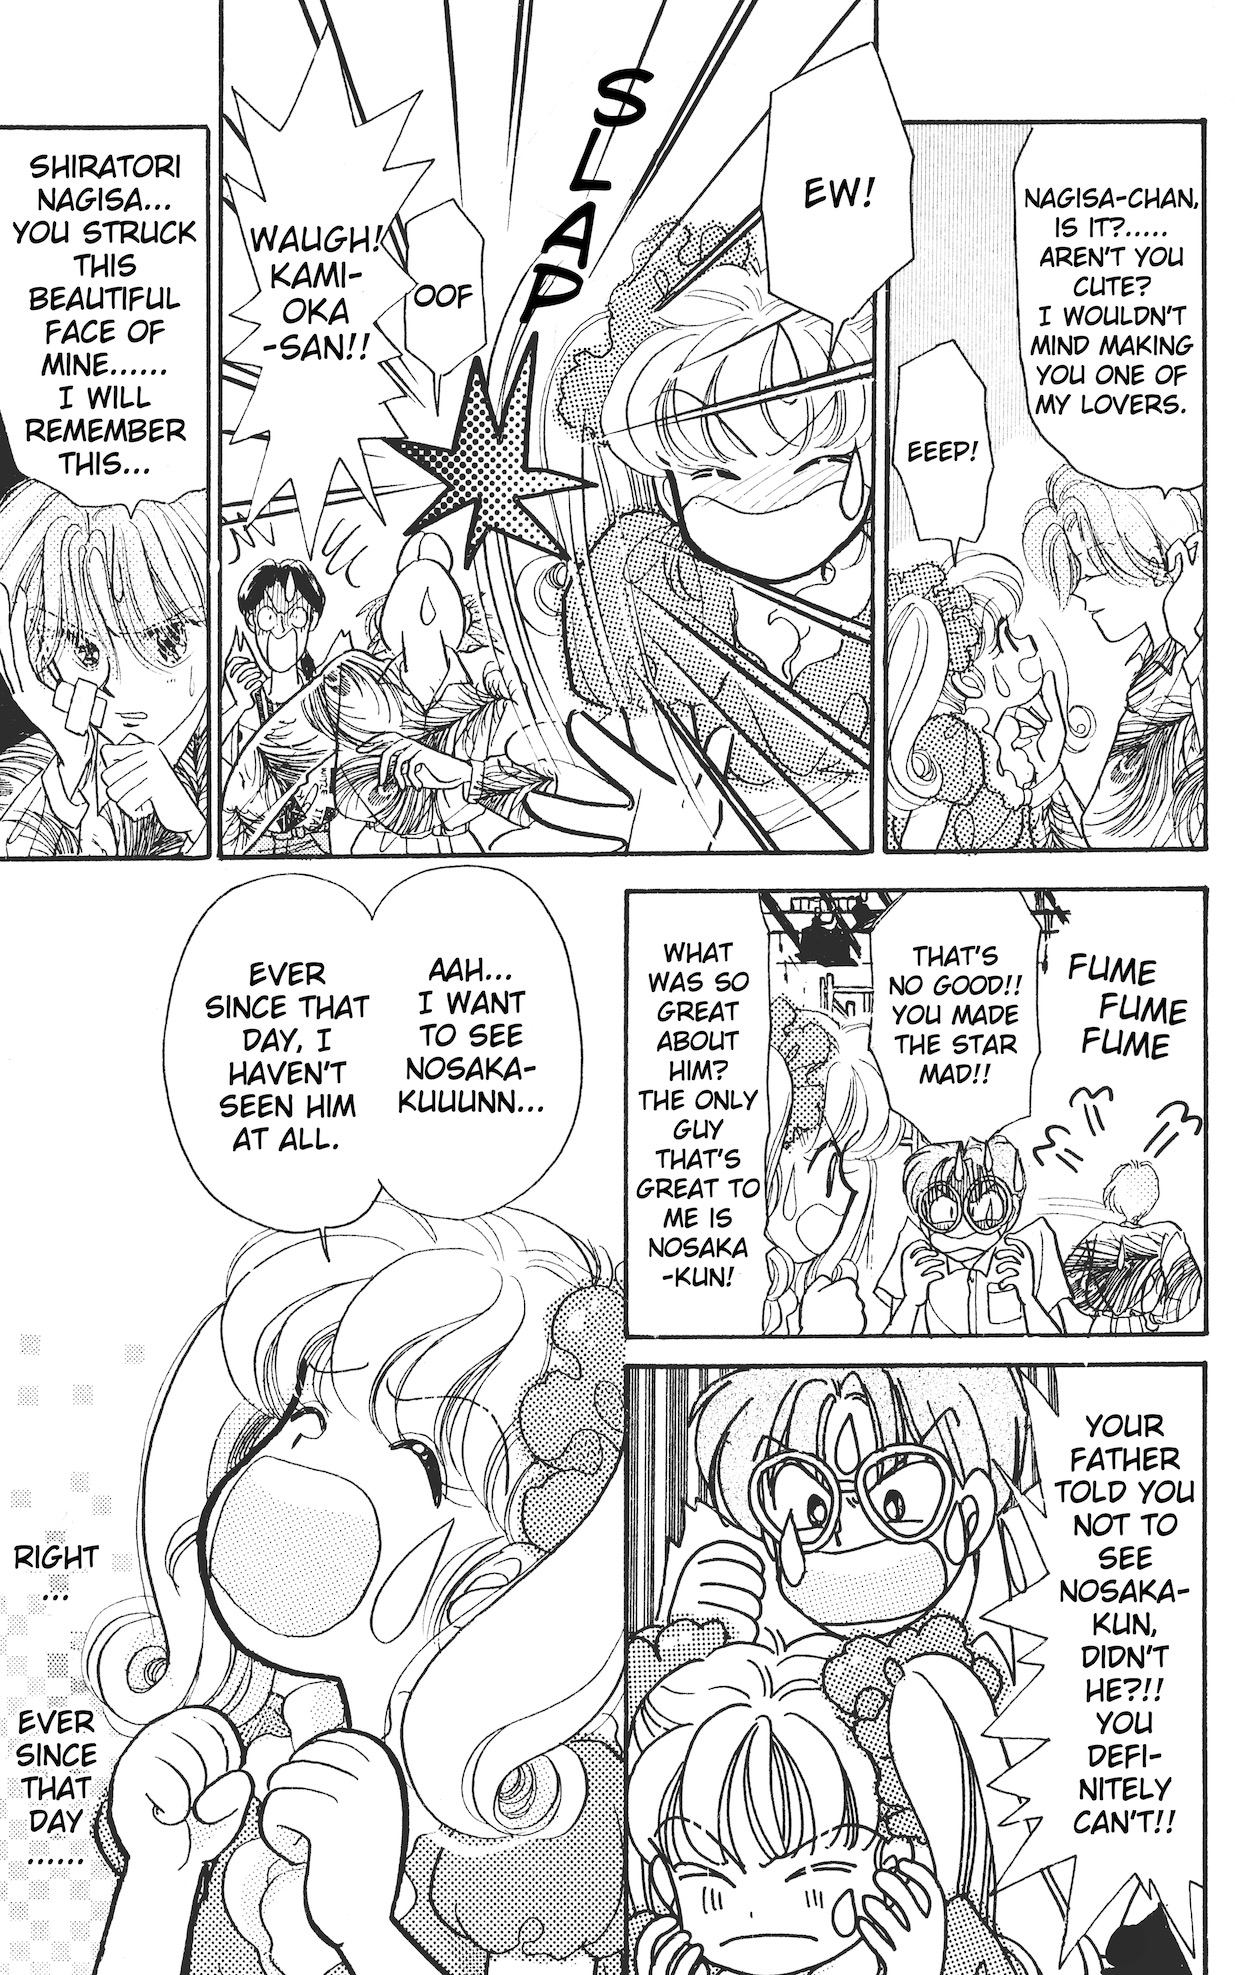 NAGISA-CHAN,
IS IT?.....
AREN'T YOU
CUTE?
I WOULDN'T
MIND MAKING
YOU ONE OF
MY LOVERS.
EEEP!
EW!
SLAP
OOF
WAUGH!
KAMI-
OKA
-SAN!!
SHIRATORI
NAGISA...
YOU STRUCK
THIS
BEAUTIFUL
FACE OF
MINE......
I WILL
REMEMBER
THIS...
FUME
FUME
FUME
THAT'S
NO GOOD!!
YOU MADE
THE STAR
MAD!!
WHAT
WAS SO
GREAT
ABOUT
HIM?
THE ONLY
GUY
THAT'S
GREAT TO
ME IS
NOSAKA
-KUN!
YOUR
FATHER
TOLD YOU
NOT TO
SEE
NOSAKA-
KUN,
DIDN'T
HE?!!
YOU
DEFI-
NITELY
CAN'T!!
AAH...
I WANT
TO SEE
NOSAKA-
KUUUNN...
EVER
SINCE THAT
DAY, I
HAVEN'T
SEEN HIM
AT ALL.
RIGHT
...
EVER
SINCE
THAT
DAY
......